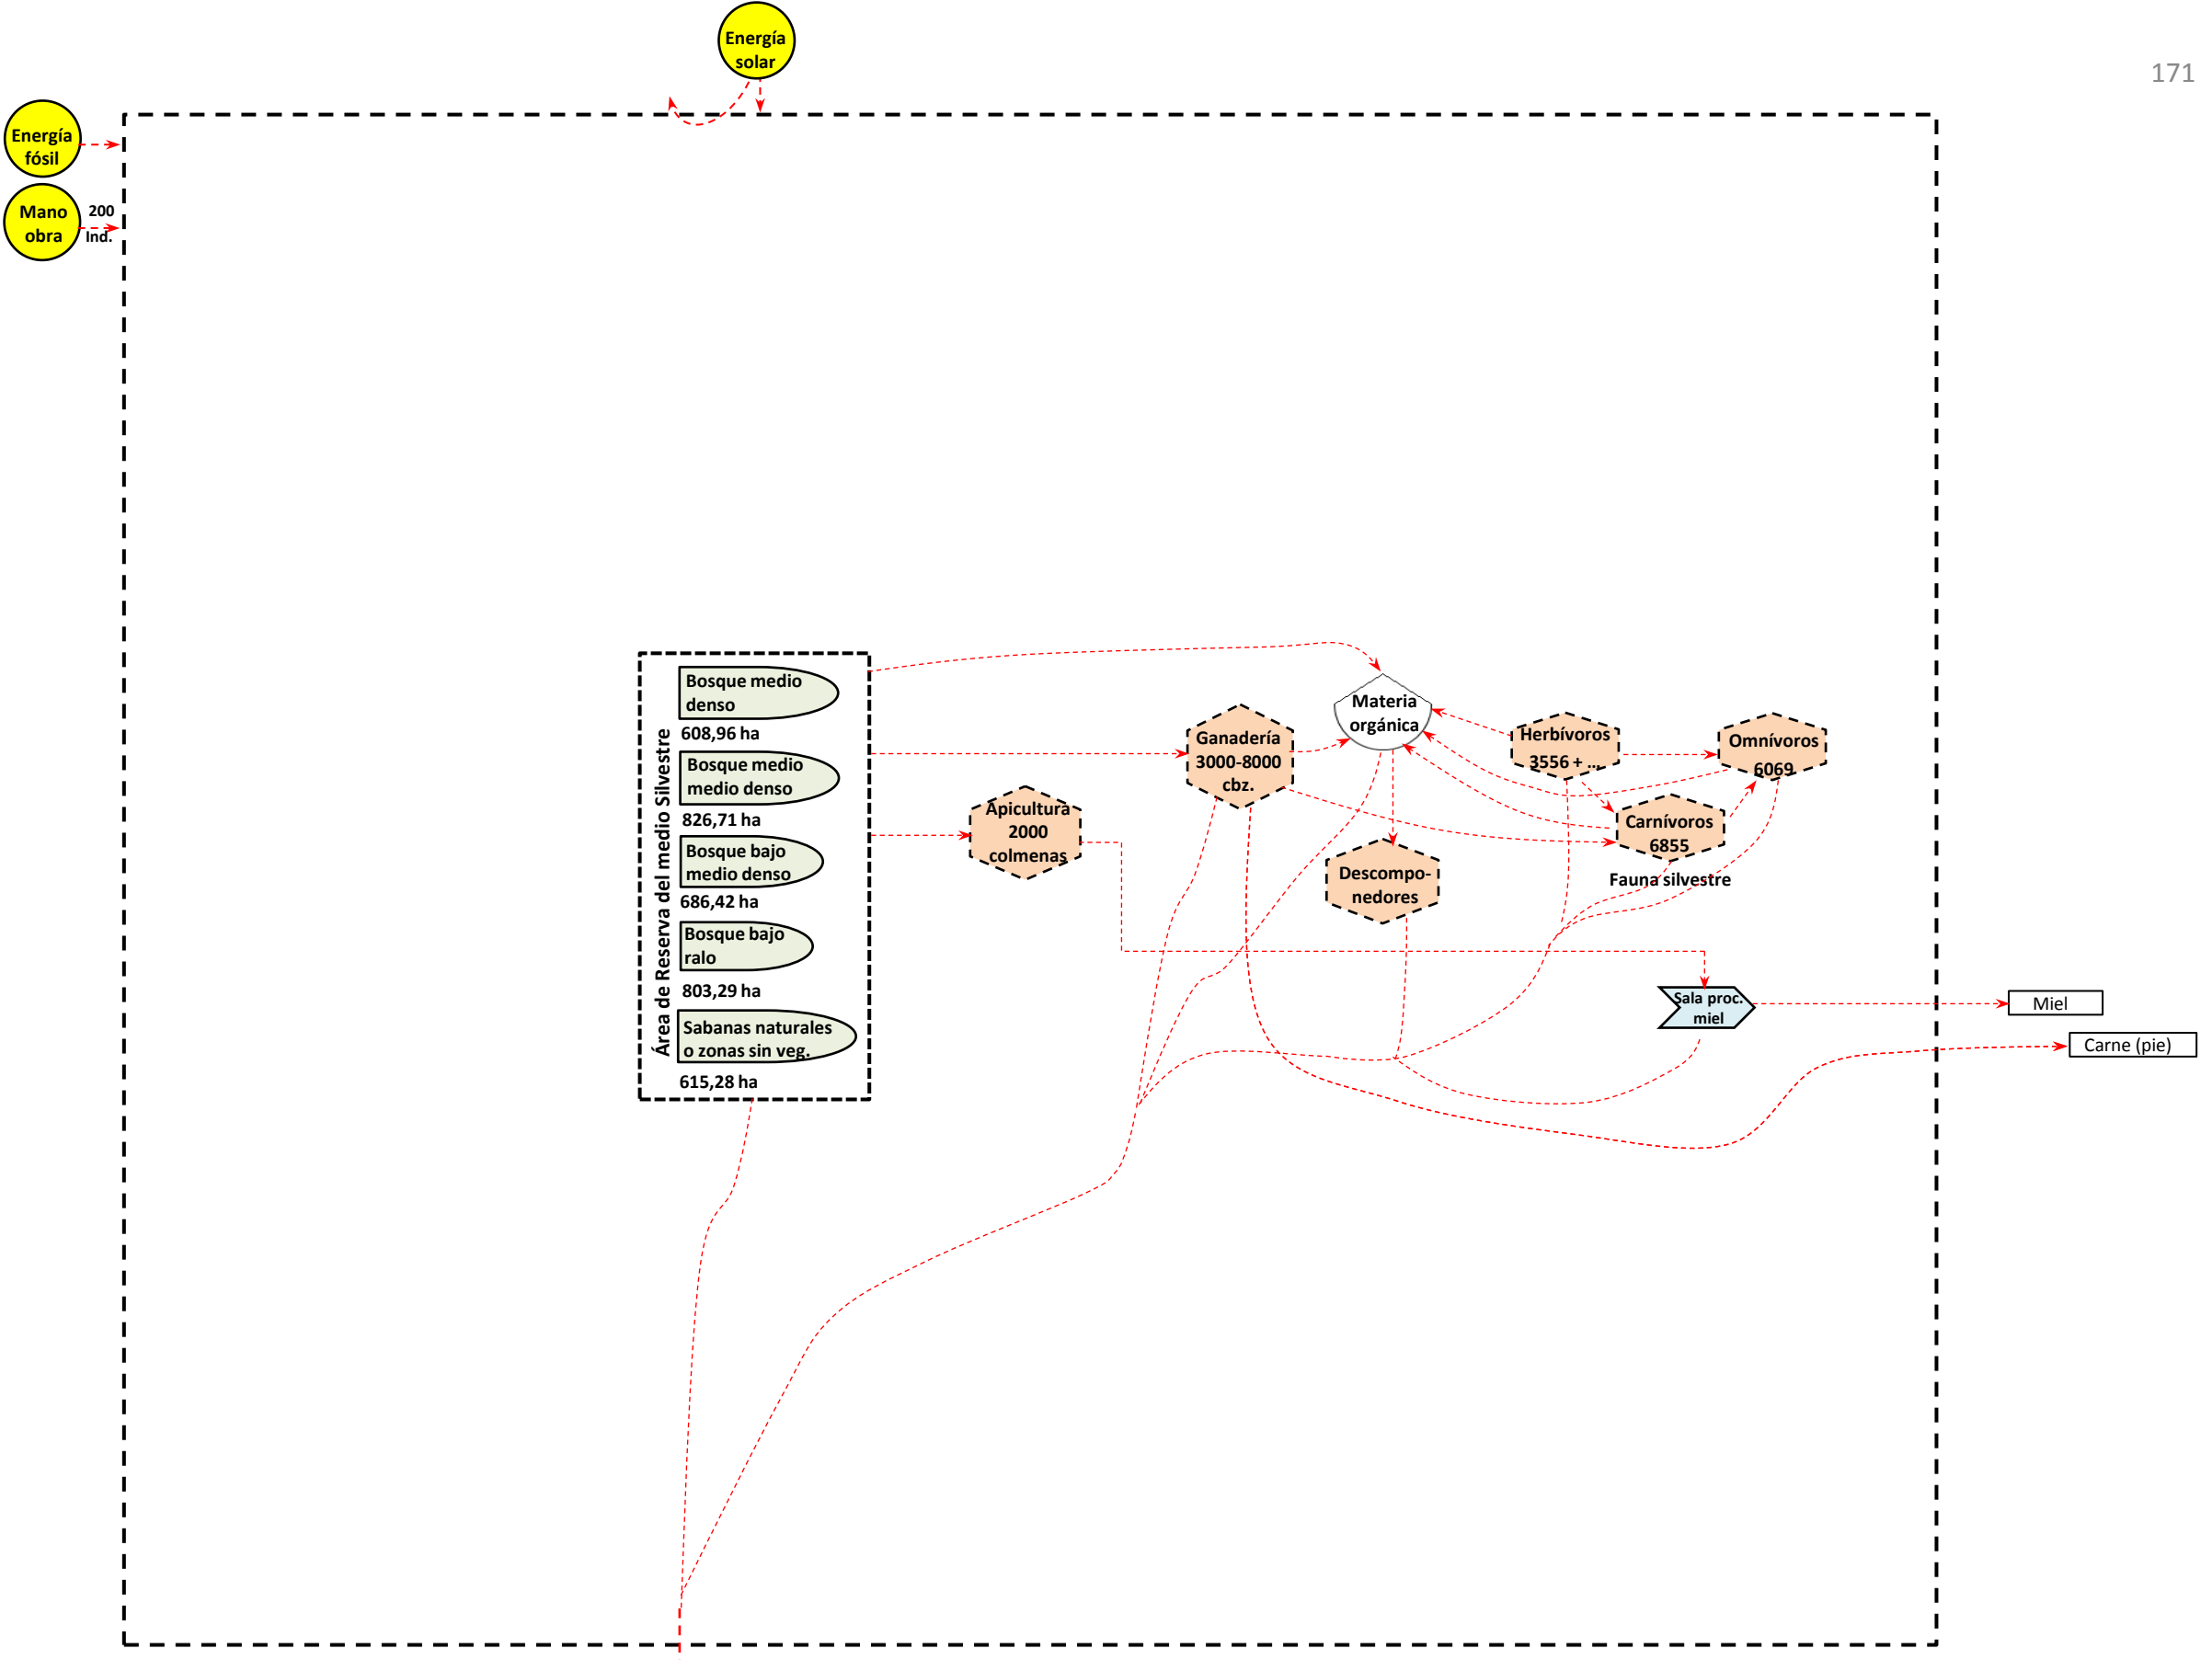 Energía
solar
171
Energía
fósil
Mano
obra
200
Ind.
Área de Reserva del medio Silvestre
Bosque medio
denso
608,96 ha
Bosque medio
medio denso
826,71 ha
Bosque bajo
medio denso
686,42 ha
Bosque bajo
ralo
803,29 ha
Sabanas naturales
o zonas sin veg.
615,28 ha
Apicultura
2000
colmenas
Ganadería
3000-8000
cbz.
Materia
orgánica
Descompo-
nedores
Herbívoros
3556 + ...
Omnívoros
6069
Carnívoros
6855
Fauna silvestre
Sala proc.
miel
Miel
Carne (pie)